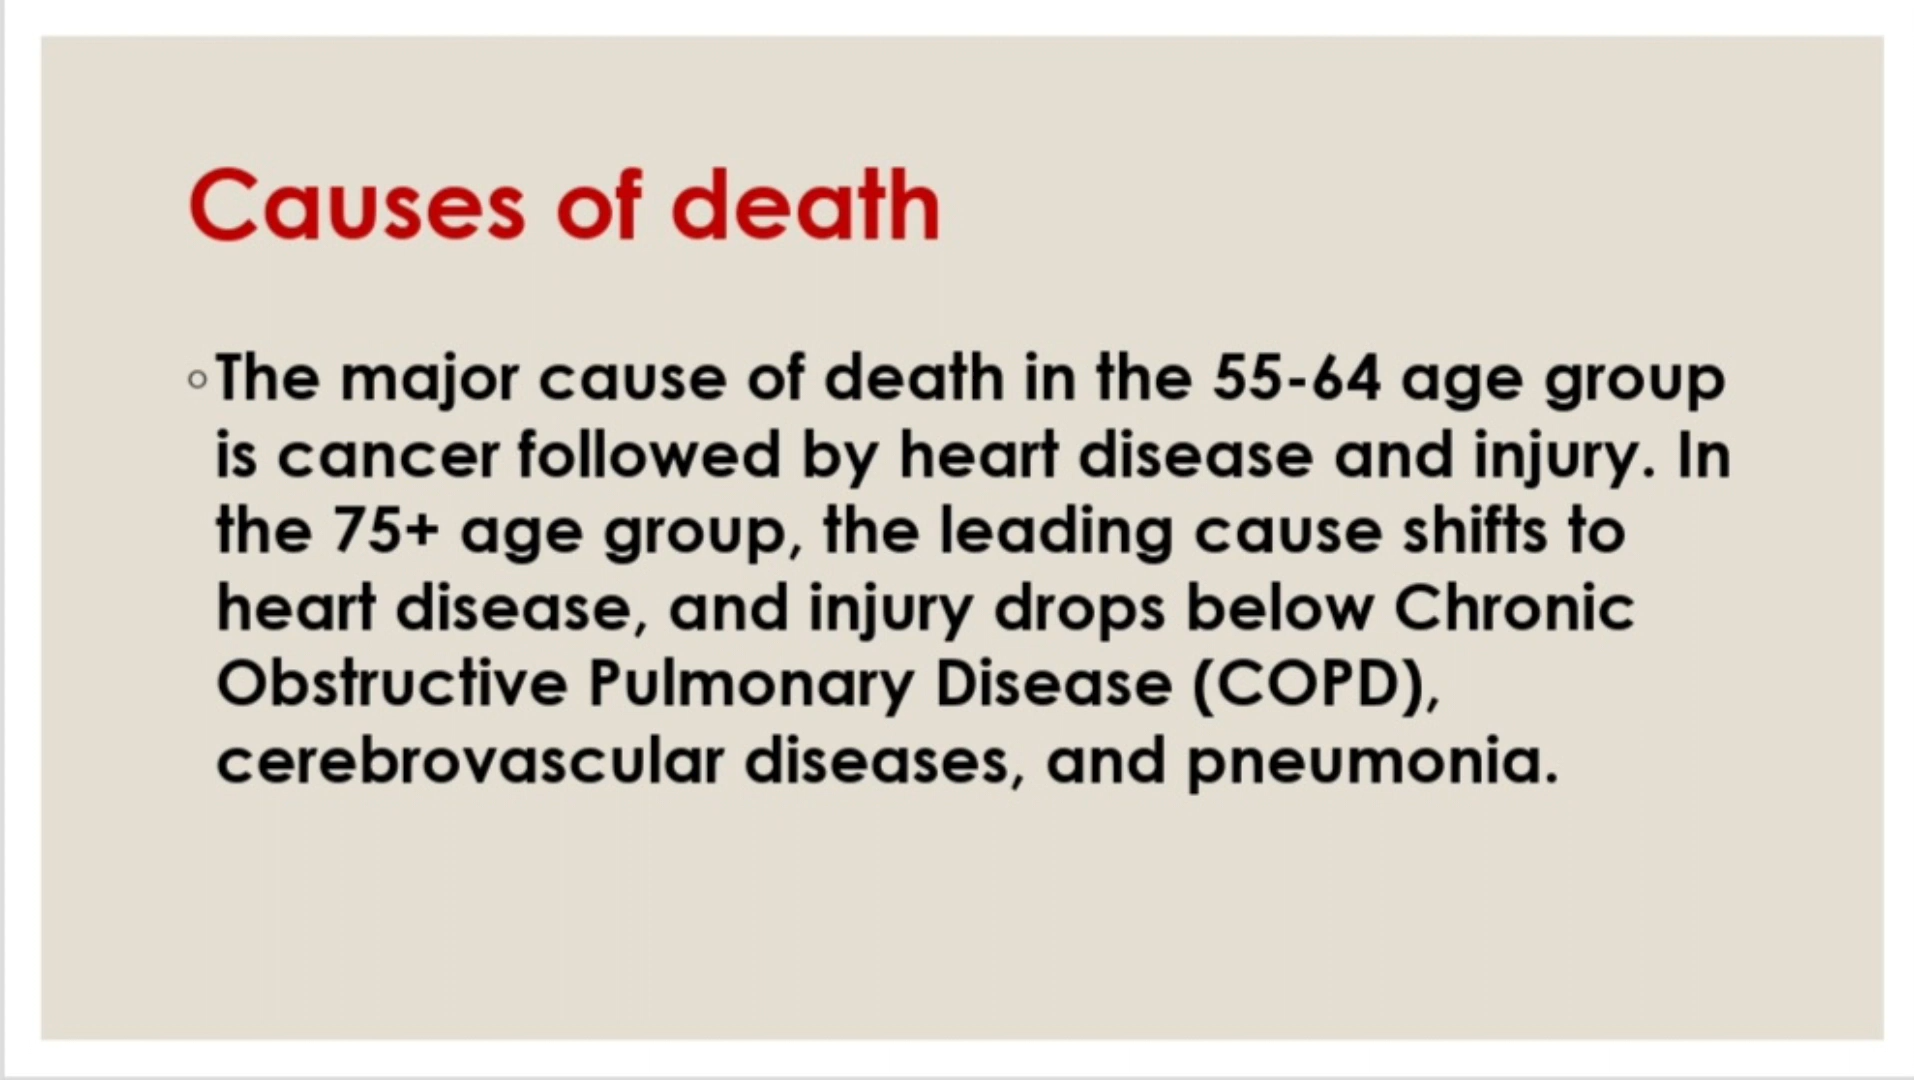 Causes of death
◦The major cause of death in the 55-64 age group
is cancer followed by heart disease and injury. In
the 75+ age group, the leading cause shifts to
heart disease, and injury drops below Chronic
Obstructive Pulmonary Disease (COPD),
cerebrovascular diseases, and pneumonia.